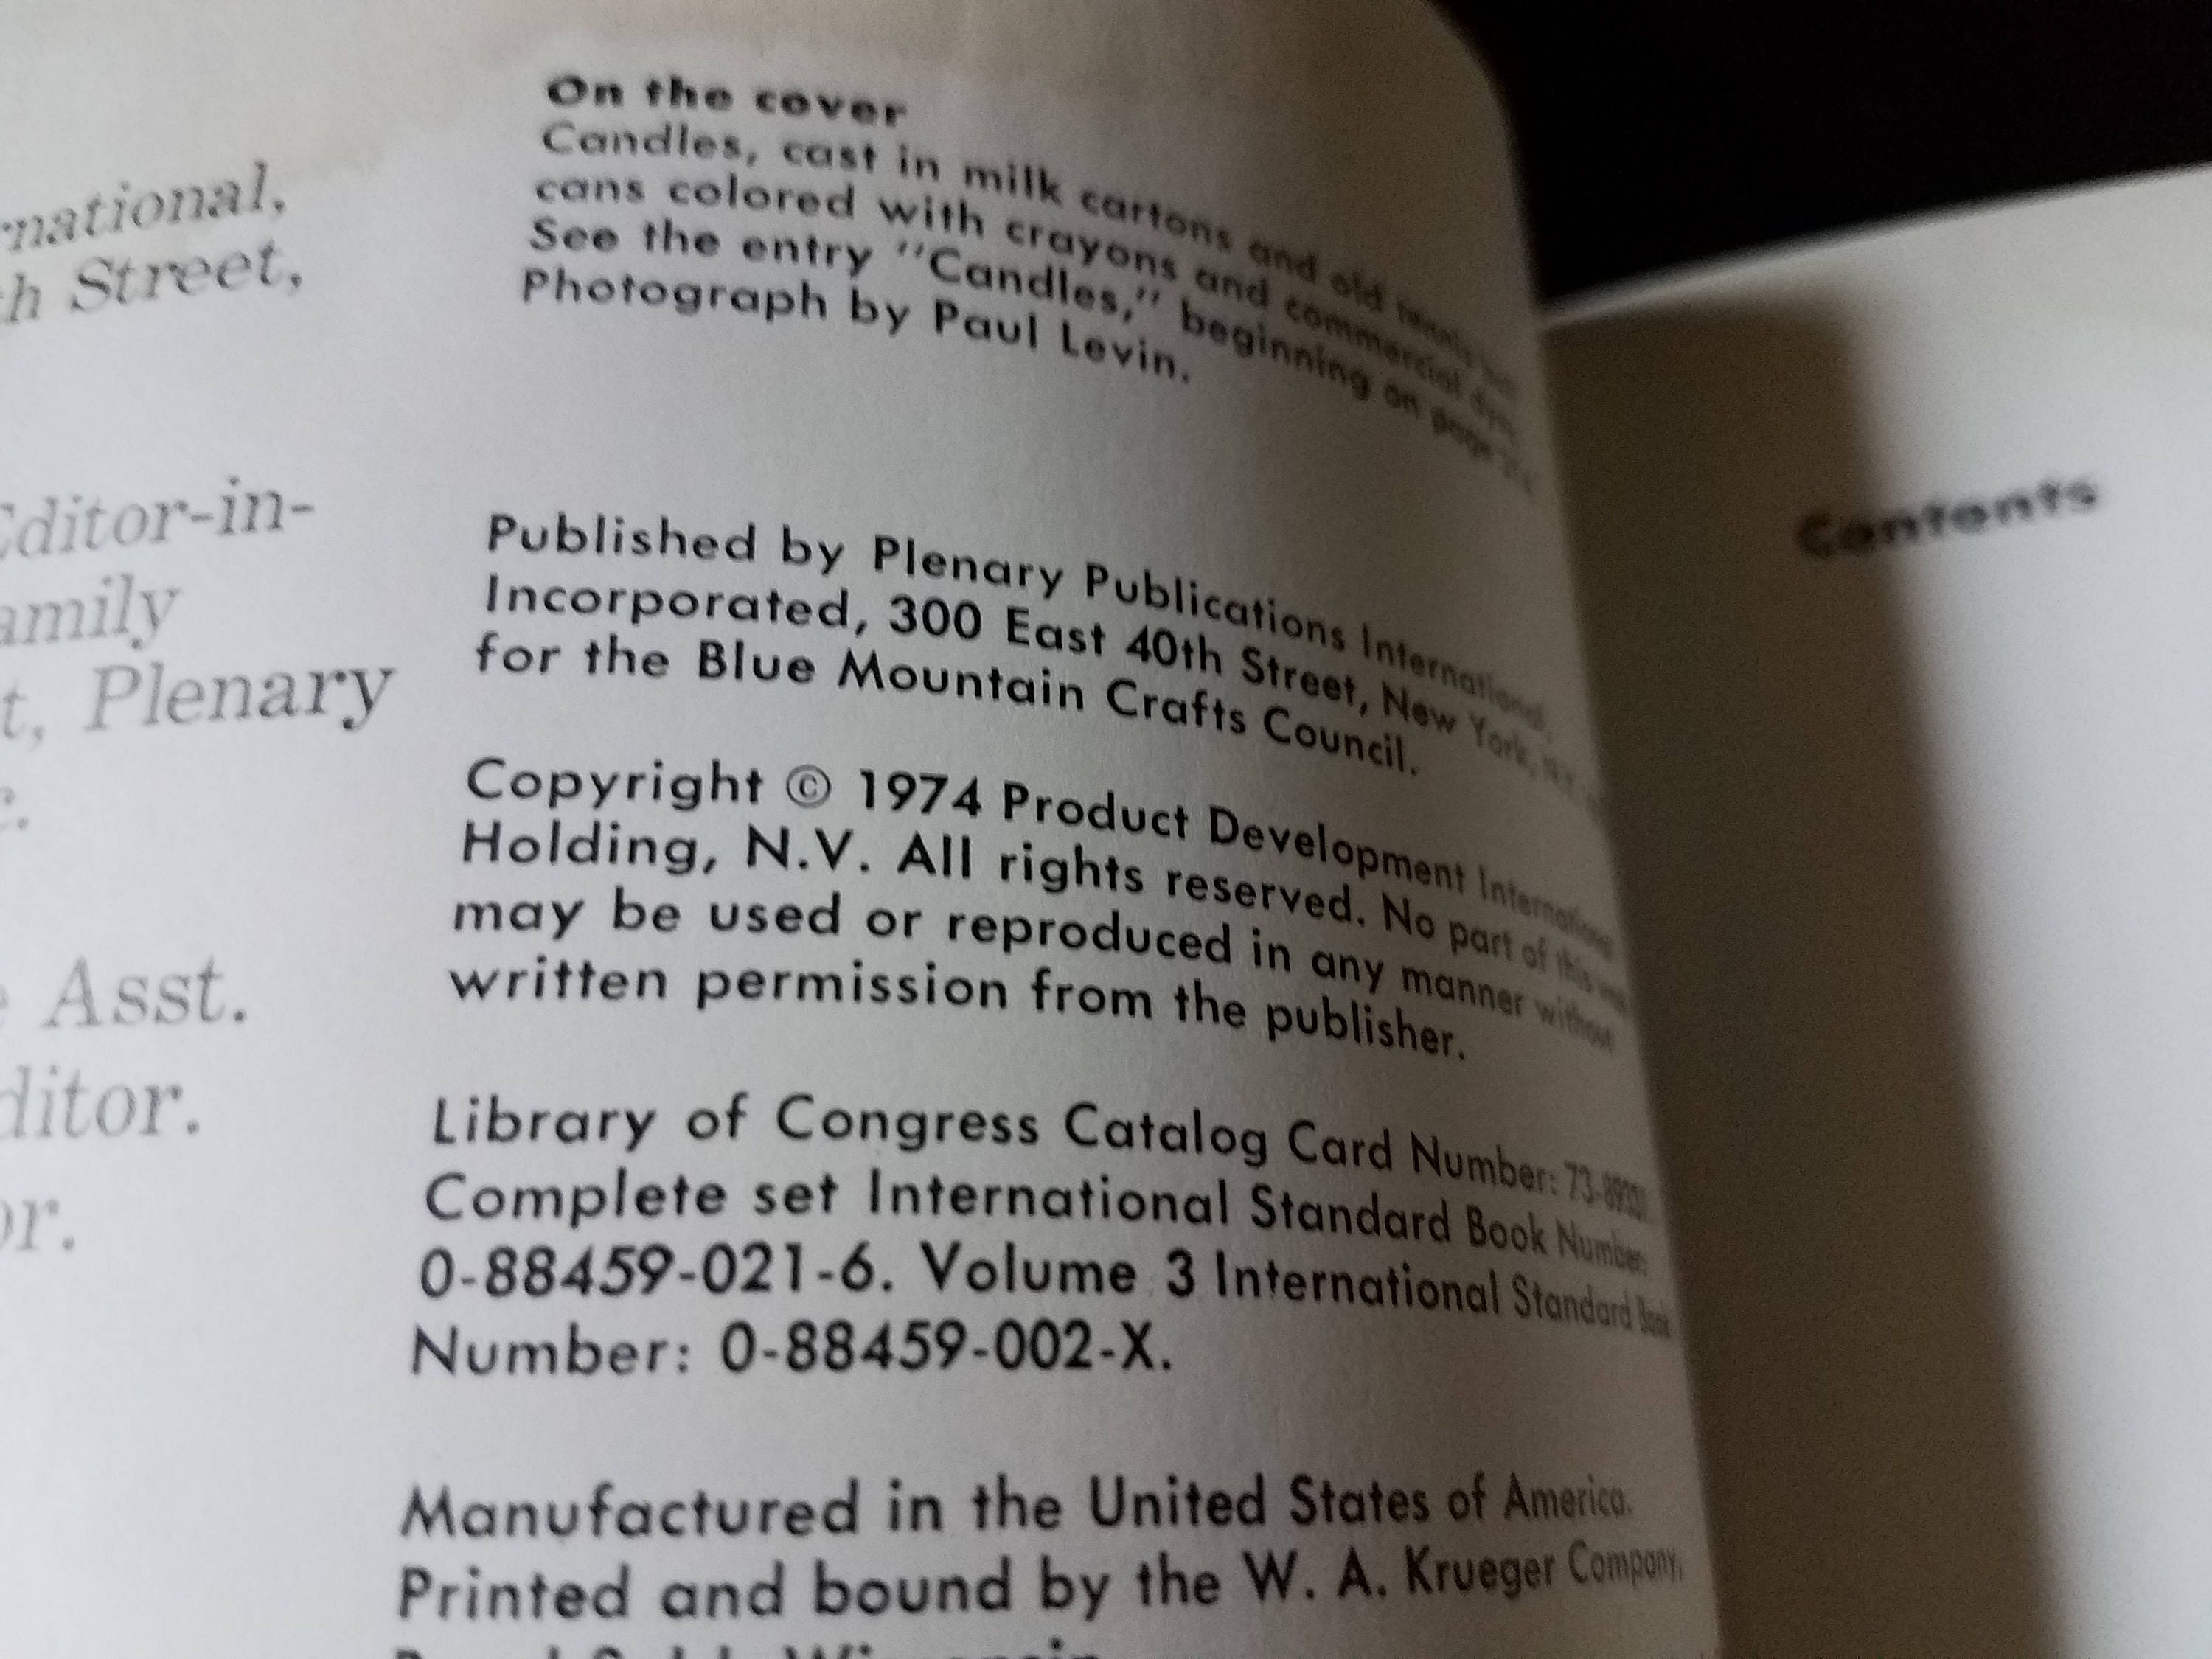 rnational,
h Street,
Editor-in-
amily
t, Plenary
Asst.
ditor.
or.
On the cover
Candles, cast in milk cartons and old tennis
cans colored with crayons and commercial dyes
See the entry "Candles," beginning on page
Photograph by Paul Levin.
Published by Plenary Publications International,
Incorporated, 300 East 40th Street, New York,
for the Blue Mountain Crafts Council.
Copyright © 1974 Product Development International
Holding, N.V. All rights reserved. No part of this
may be used or reproduced in any manner without
written permission from the publisher.
Library of Congress Catalog Card Number:
Complete set International Standard Book Number:
0-88459-021-6. Volume 3 International Standard Book
Number: 0-88459-002-X.
Manufactured in the United States of America.
Printed and bound by the W. A. Krueger Company,
Wisconsin
Contents